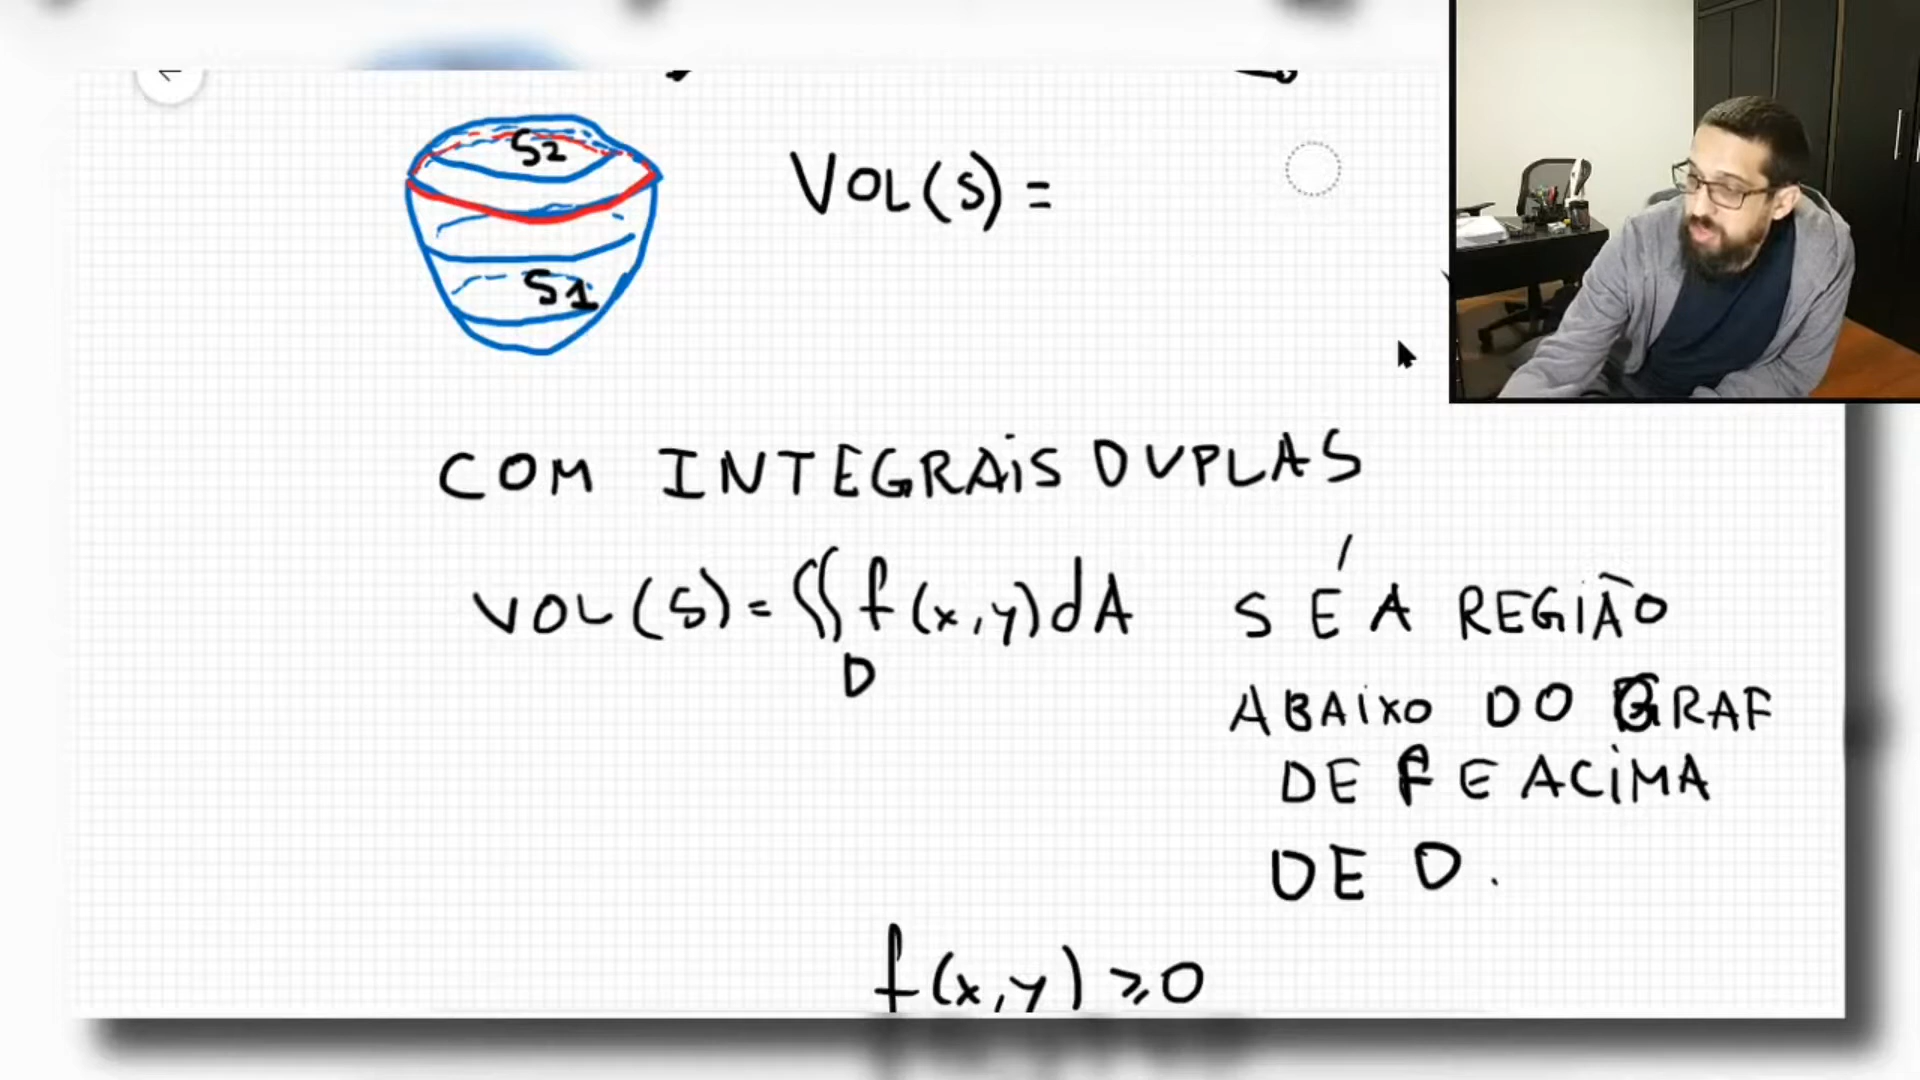 S2
VOL(S) =
S1
COM INTEGRAIS DUPLAS
VOL(S) = ∬ f(x,y)dA
D
S É A REGIÃO
ABAIXO DO GRAF
DE F E ACIMA
DE D.
f(x,y) ⩾ 0